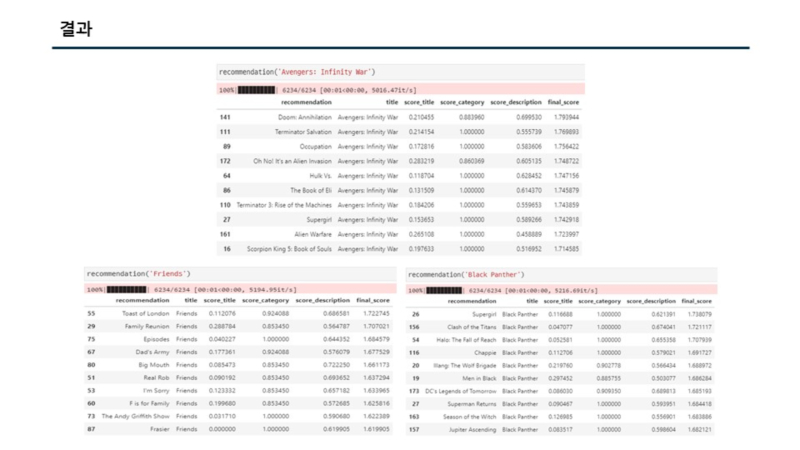 결과
recommendation('Avengers: Infinity War')
100%|██████████| 6234/6234 [00:01<00:00, 5016.47it/s]
recommendation title score_title score_category score_description final_score
141 Doom: Annihilation Avengers: Infinity War 0.210455 0.883960 0.699530 1.793944
111 Terminator Salvation Avengers: Infinity War 0.214154 1.000000 0.555739 1.769893
89 Occupation Avengers: Infinity War 0.172816 1.000000 0.583606 1.756422
172 Oh No! It's an Alien Invasion Avengers: Infinity War 0.283219 0.860369 0.605135 1.748722
64 Hulk Vs. Avengers: Infinity War 0.118704 1.000000 0.628452 1.747156
86 The Book of Eli Avengers: Infinity War 0.131509 1.000000 0.614370 1.745879
110 Terminator 3: Rise of the Machines Avengers: Infinity War 0.184206 1.000000 0.559653 1.743859
27 Supergirl Avengers: Infinity War 0.153653 1.000000 0.589266 1.742918
161 Alien Warfare Avengers: Infinity War 0.265108 1.000000 0.458889 1.723997
16 Scorpion King 5: Book of Souls Avengers: Infinity War 0.197633 1.000000 0.516952 1.714585
recommendation('Friends')
100%|██████████| 6234/6234 [00:01<00:00, 5194.95it/s]
recommendation title score_title score_category score_description final_score
55 Toast of London Friends 0.112076 0.924088 0.686581 1.722745
29 Family Reunion Friends 0.288784 0.853450 0.564787 1.707021
75 Episodes Friends 0.040227 1.000000 0.644352 1.684579
67 Dad's Army Friends 0.177361 0.924088 0.576079 1.677529
80 Big Mouth Friends 0.085473 0.853450 0.722250 1.661173
51 Real Rob Friends 0.090192 0.853450 0.693652 1.637294
53 I'm Sorry Friends 0.123332 0.853450 0.657182 1.633965
60 F is for Family Friends 0.199680 0.853450 0.572685 1.625816
73 The Andy Griffith Show Friends 0.031710 1.000000 0.590680 1.622389
87 Frasier Friends 0.000000 1.000000 0.619905 1.619905
recommendation('Black Panther')
100%|██████████| 6234/6234 [00:01<00:00, 5216.69it/s]
recommendation title score_title score_category score_description final_score
26 Supergirl Black Panther 0.116688 1.000000 0.621391 1.738079
156 Clash of the Titans Black Panther 0.047077 1.000000 0.674041 1.721117
54 Halo: The Fall of Reach Black Panther 0.052581 1.000000 0.655358 1.707939
116 Chappie Black Panther 0.112706 1.000000 0.579021 1.691727
20 Illang: The Wolf Brigade Black Panther 0.219760 0.902778 0.566434 1.688972
19 Men in Black Black Panther 0.297452 0.885755 0.503077 1.686284
173 DC's Legends of Tomorrow Black Panther 0.086030 0.909350 0.689813 1.685193
27 Superman Returns Black Panther 0.090467 1.000000 0.593951 1.684418
163 Season of the Witch Black Panther 0.126985 1.000000 0.556901 1.683886
157 Jupiter Ascending Black Panther 0.083517 1.000000 0.598604 1.682121